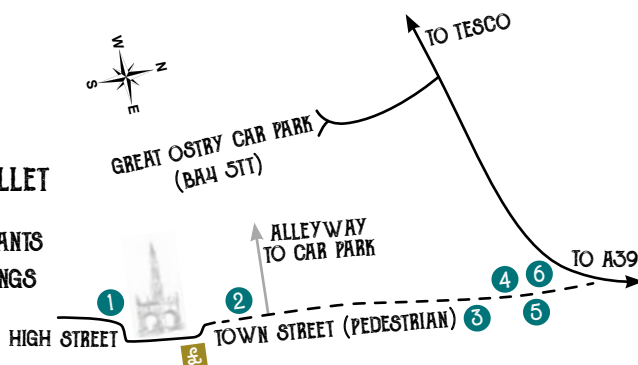 W
N
S
E
TO TESCO
GREAT OSTRY CAR PARK
(BA4 5TT)
LLET
ALLEYWAY
TO CAR PARK
ANTS
NGS
TO A39
1
2
4
6
3
5
HIGH STREET
£
TOWN STREET (PEDESTRIAN)